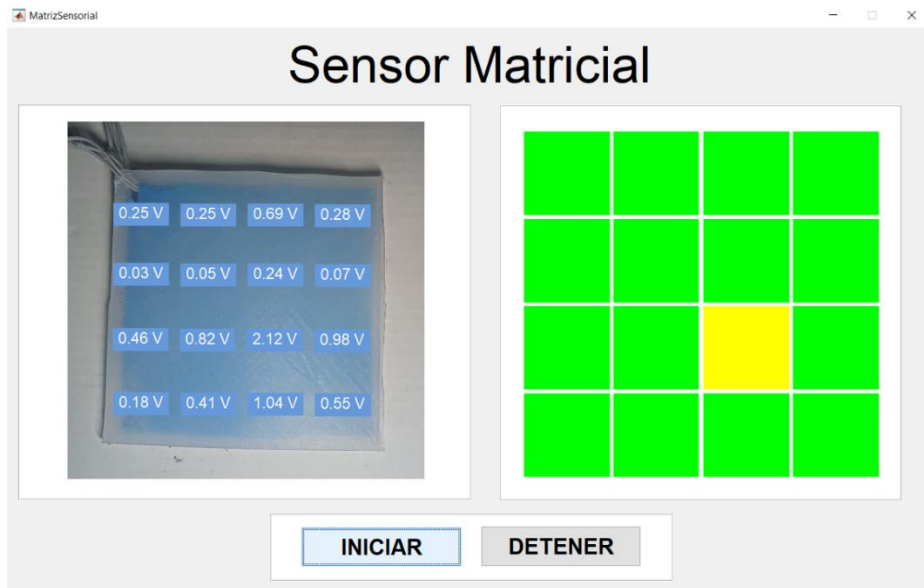 MatrizSensorial
Sensor Matricial
0.25 V 0.25 V 0.69 V 0.28 V
0.03 V 0.05 V 0.24 V 0.07 V
0.46 V 0.82 V 2.12 V 0.98 V
0.18 V 0.41 V 1.04 V 0.55 V
INICIAR DETENER